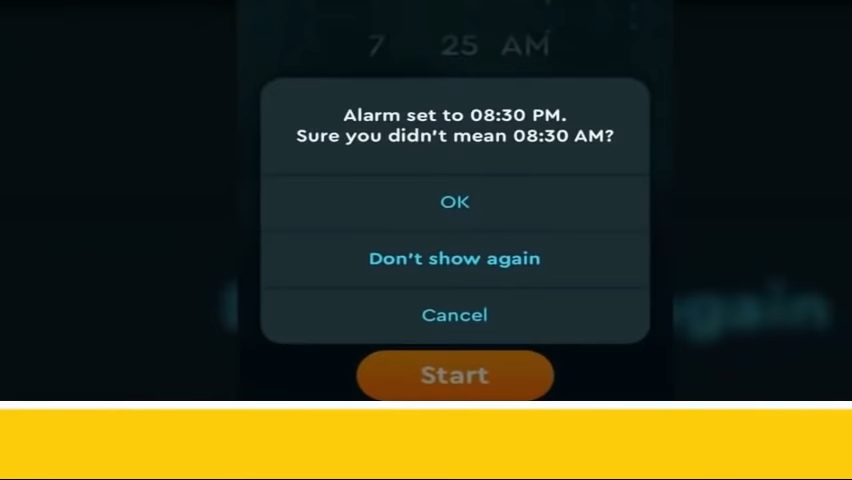 7 25 AM
Alarm set to 08:30 PM.
Sure you didn't mean 08:30 AM?
OK
Don't show again
Cancel
gain
Start